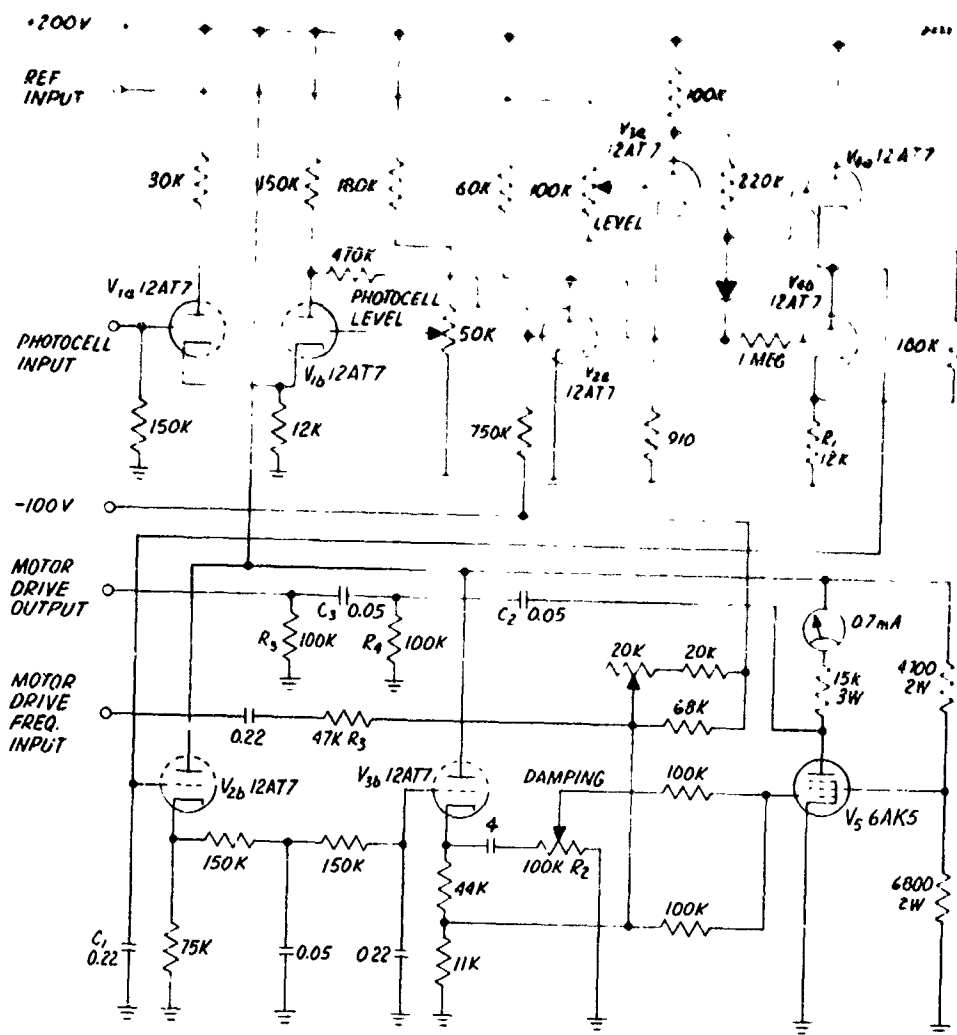 +200V
REF
INPUT
100K
V3a
12AT7
V4a 12AT7
30K
150K
180K
60K
100K
LEVEL
220K
470K
V1a 12AT7
PHOTOCELL
LEVEL
V4b
12AT7
PHOTOCELL
INPUT
50K
V1b 12AT7
V2a
12AT7
1 MEG
180K
150K
12K
750K
910
R1
12K
-100V
MOTOR
DRIVE
OUTPUT
C3 0.05
C2 0.05
0.7mA
R5
100K
R4
100K
20K
20K
15K
3W
4700
2W
MOTOR
DRIVE
FREQ.
INPUT
0.22
47K R3
68K
V2b 12AT7
V3b 12AT7
DAMPING
100K
V5 6AK5
4
150K
150K
100K R2
44K
100K
6800
2W
C1
0.22
75K
0.05
0.22
11K